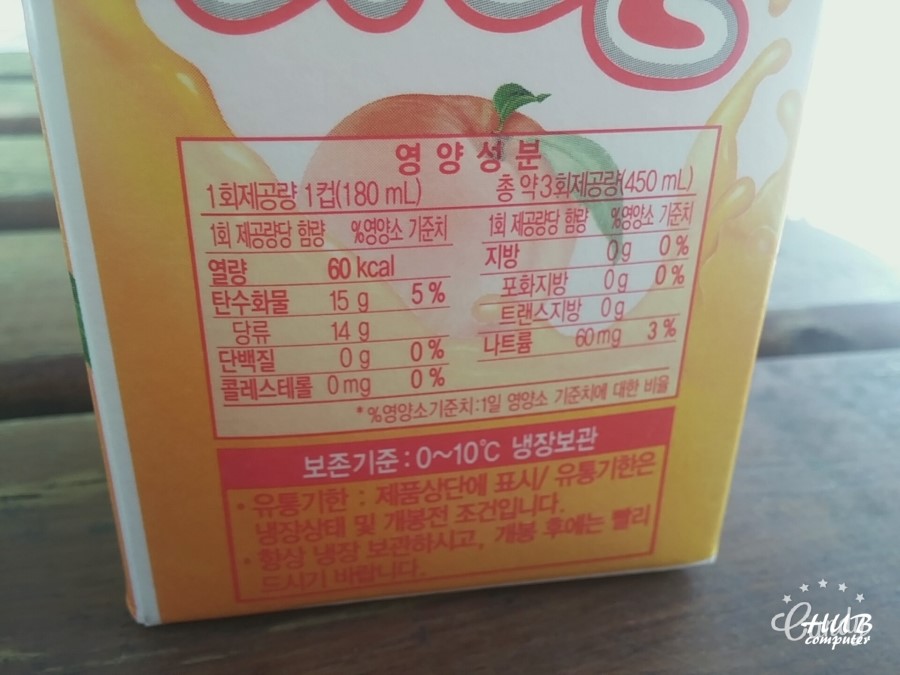 영양성분
1회제공량 1컵(180 mL) 총 약3회제공량(450 mL)
1회 제공량당 함량 %영양소 기준치 1회 제공량당 함량 %영양소 기준치
열량 60 kcal 지방 0g 0%
탄수화물 15 g 5% 포화지방 0g 0%
당류 14 g 트랜스지방 0g
단백질 0g 0% 나트륨 60mg 3%
콜레스테롤 0mg 0%
*%영양소기준치:1일 영양소 기준치에 대한 비율
보존기준:0~10℃ 냉장보관
·유통기한 : 제품상단에 표시/ 유통기한은
냉장상태 및 개봉전 조건입니다.
·항상 냉장 보관하시고, 개봉 후에는 빨리
드시기 바랍니다.
HUB
computer